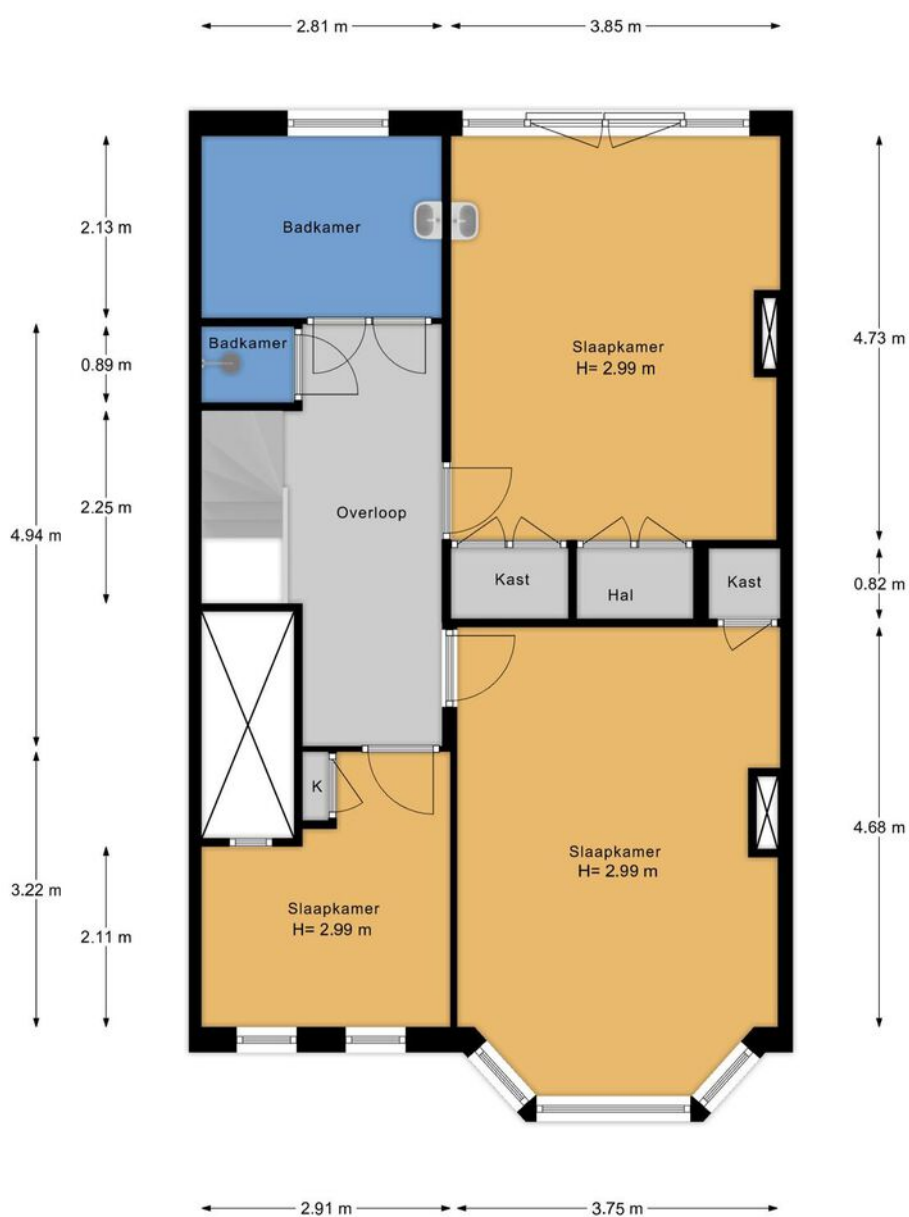 2.81 m
3.85 m
2.13 m
Badkamer
0.89 m
Badkamer
Slaapkamer
H= 2.99 m
4.73 m
2.25 m
4.94 m
Overloop
Kast
Hal
Kast
0.82 m
K
3.22 m
2.11 m
Slaapkamer
H= 2.99 m
Slaapkamer
H= 2.99 m
4.68 m
2.91 m
3.75 m